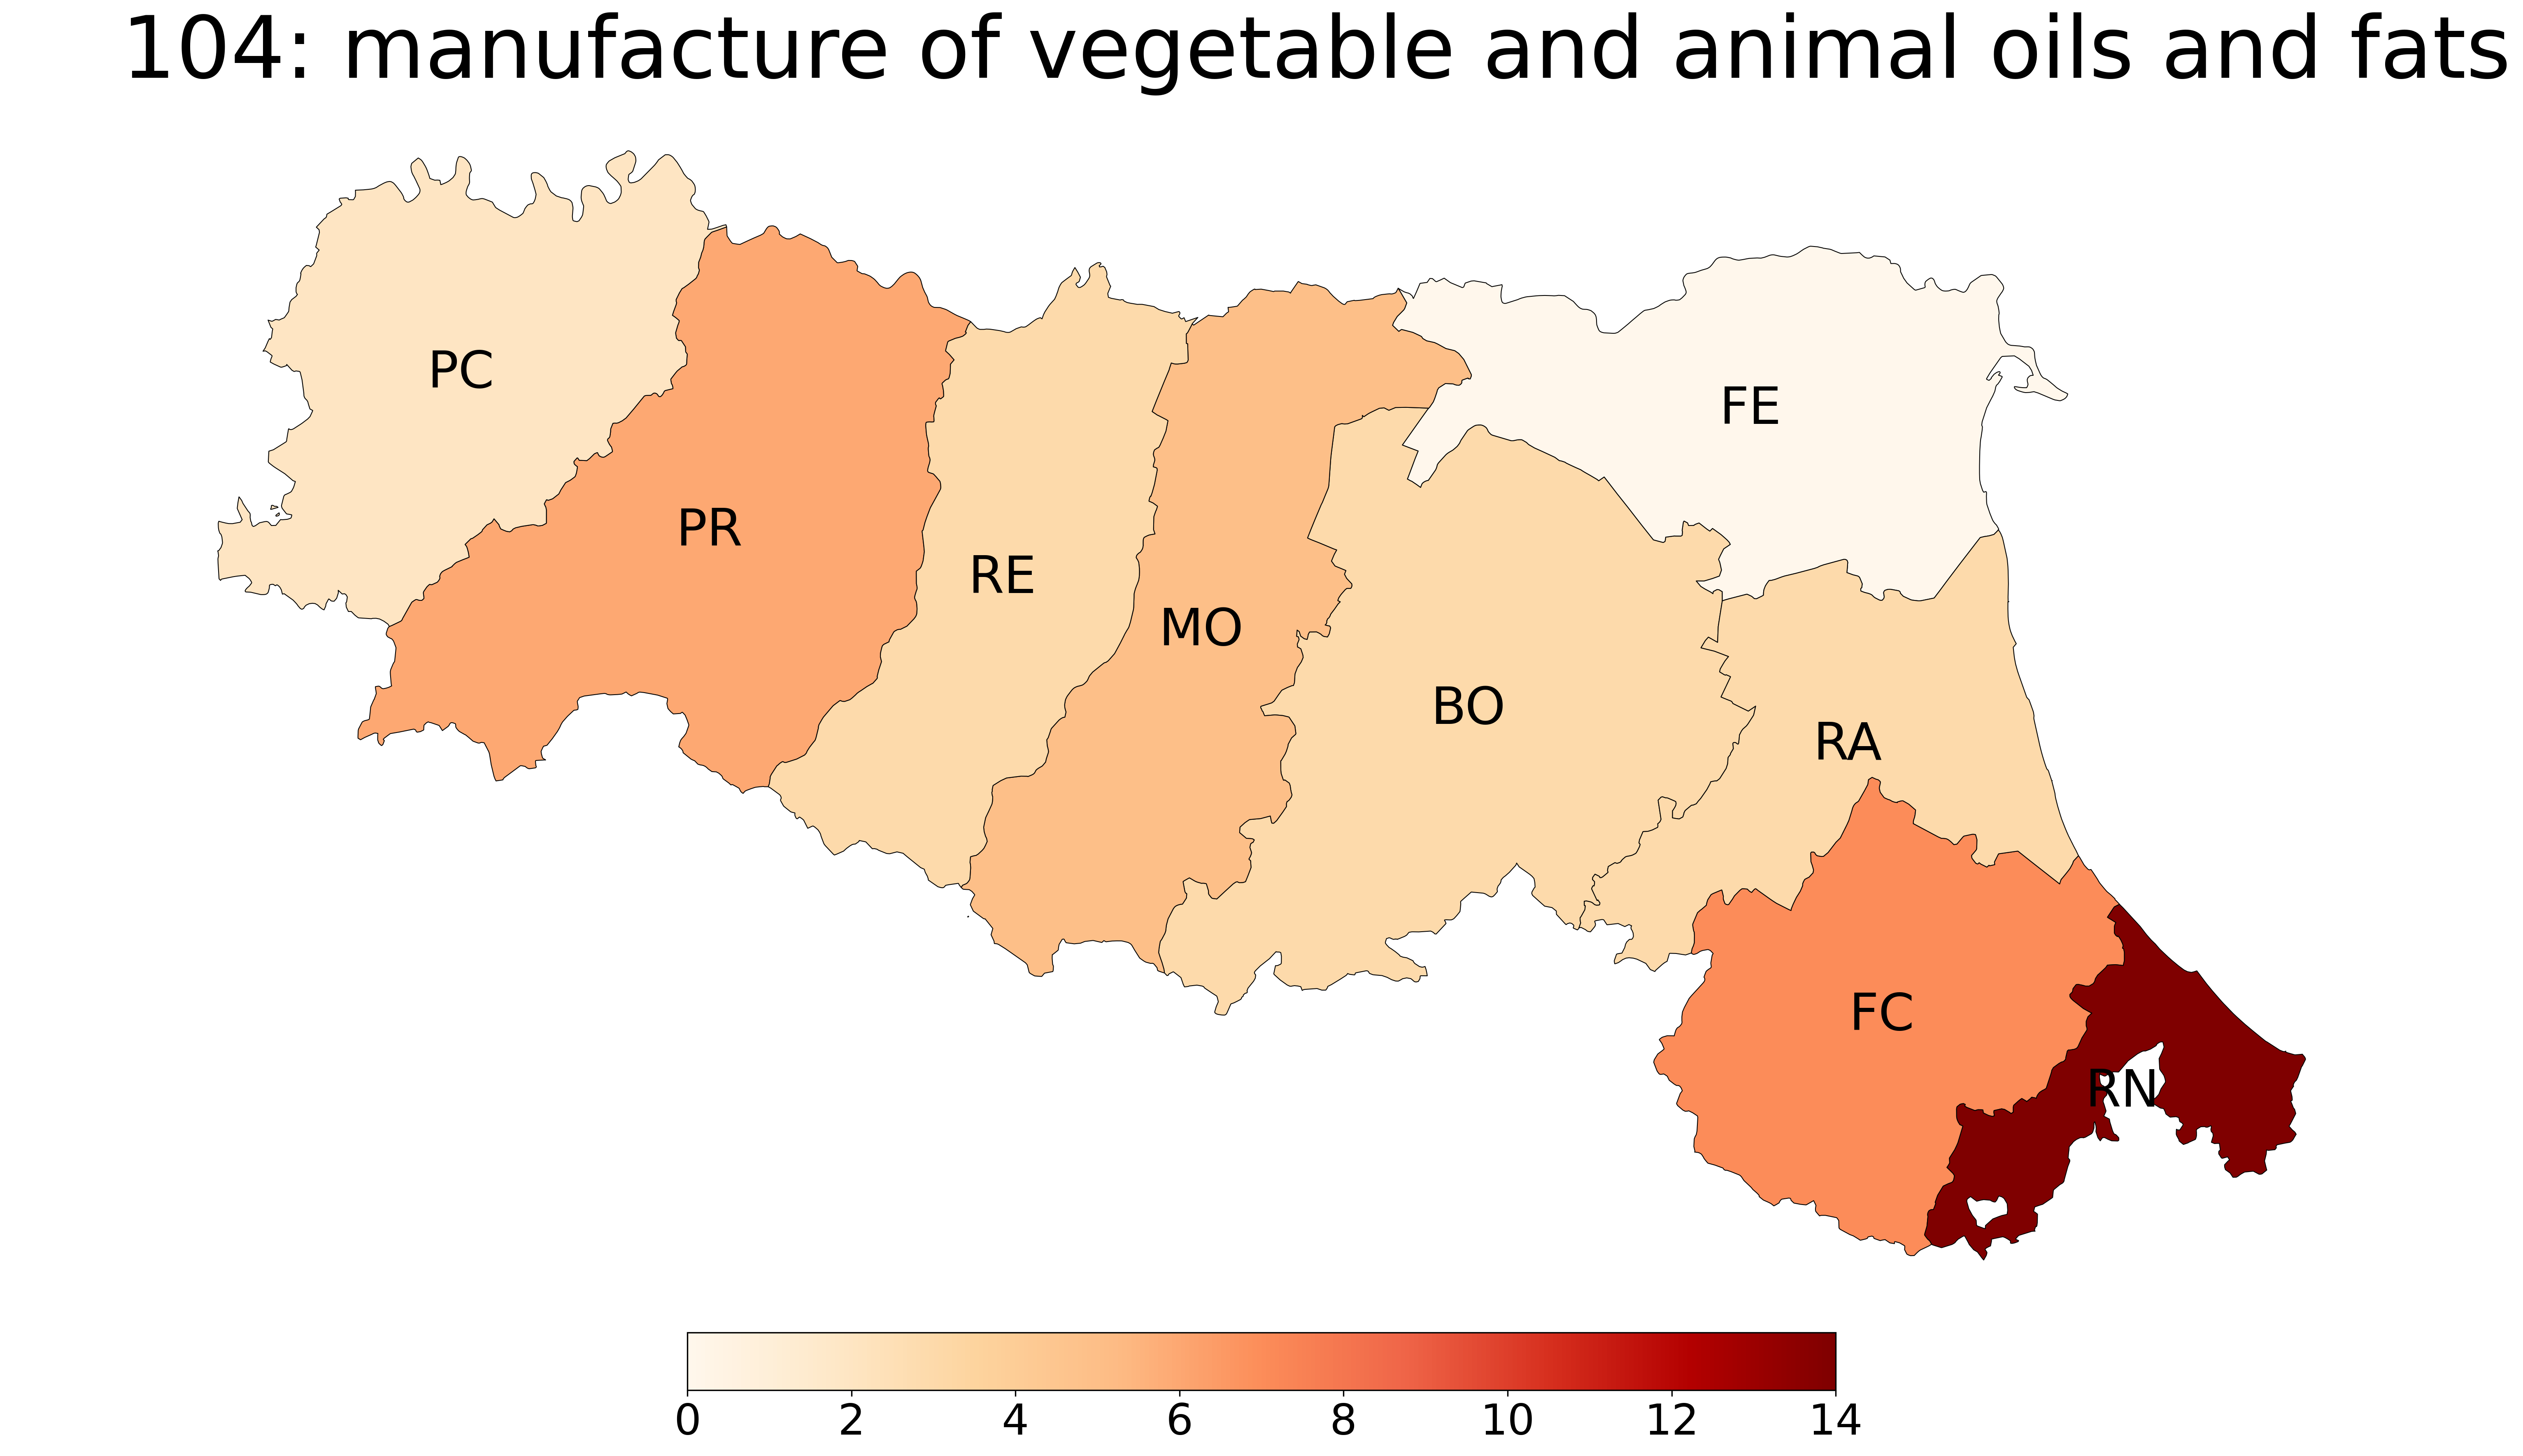 104: manufacture of vegetable and animal oils and fats
PC
FE
PR
RE
MO
BO
RA
FC
RN
0 2 4 6 8 10 12 14